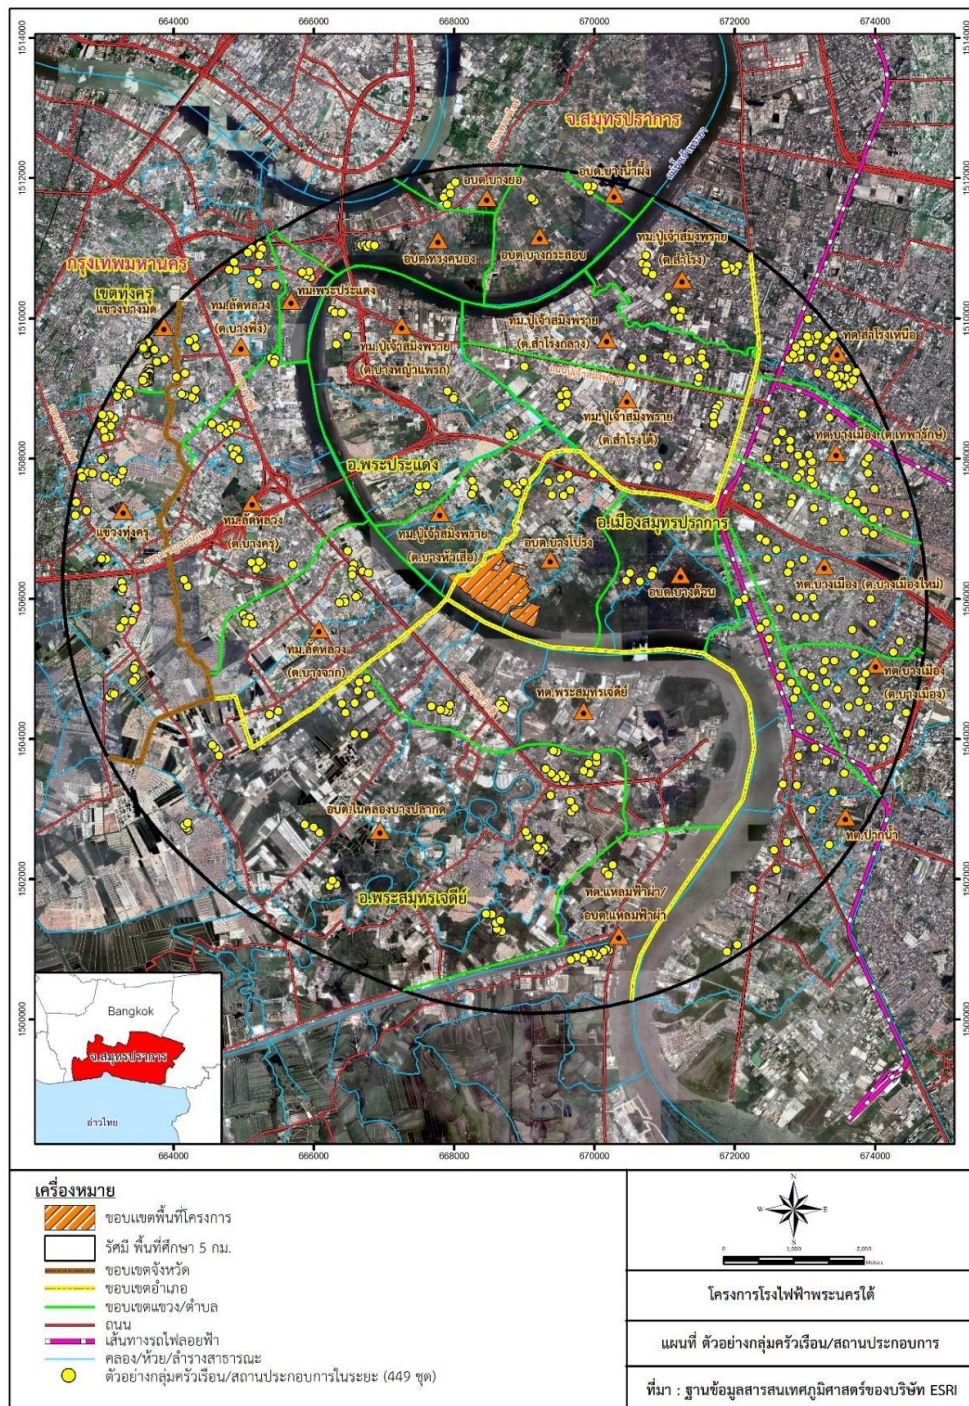 664000 666000 668000 670000 672000 674000
1514000 1514000
จ.สมุทรปราการ
แม่น้ำเจ้าพระยา
1512000 1512000
อบต.บางยอ
อบต.บางน้ำผึ้ง
อบต.ทรงคนอง
อบต.บางกระสอบ
ทม.ปู่เจ้าสมิงพราย
(ต.สำโรง)
กรุงเทพมหานคร
เขตทุ่งครุ
แขวงบางมด
ทม.พระประแดง
ทม.ลัดหลวง
(ต.บางพึ่ง)
1510000 1510000
ทม.ปู่เจ้าสมิงพราย
(ต.สำโรงกลาง)
ทม.ปู่เจ้าสมิงพราย
(ต.บางหญ้าแพรก)
ทต.สำโรงเหนือ
ทม.ปู่เจ้าสมิงพราย
(ต.สำโรงใต้)
ทต.บางเมือง (ต.เทพารักษ์)
1508000 1508000
อ.พระประแดง
แขวงทุ่งครุ
ทม.ลัดหลวง
(ต.บางครุ)
ทม.ปู่เจ้าสมิงพราย
(ต.บางหัวเสือ)
อ.เมืองสมุทรปราการ
อบต.บางโปรง
อบต.บางด้วน
ทต.บางเมือง (ต.บางเมืองใหม่)
1506000 1506000
ทม.ลัดหลวง
(ต.บางจาก)
ทต.บางเมือง
(ต.บางเมือง)
ทต.พระสมุทรเจดีย์
1504000 1504000
อบต.ในคลองบางปลากด
ทต.ปากน้ำ
1502000 1502000
อ.พระสมุทรเจดีย์
ทต.แหลมฟ้าผ่า/
อบต.แหลมฟ้าผ่า
1500000 1500000
Bangkok
จ.สมุทรปราการ
อ่าวไทย
664000 666000 668000 670000 672000 674000
เครื่องหมาย
ขอบเขตพื้นที่โครงการ
รัศมี พื้นที่ศึกษา 5 กม.
ขอบเขตจังหวัด
ขอบเขตอำเภอ
ขอบเขตแขวง/ตำบล
ถนน
เส้นทางรถไฟลอยฟ้า
คลอง/ห้วย/ลำรางสาธารณะ
ตัวอย่างกลุ่มครัวเรือน/สถานประกอบการในระยะ (449 ชุด)
N
W E
S
0 1,000 2,000
Meters
โครงการโรงไฟฟ้าพระนครใต้
แผนที่ ตัวอย่างกลุ่มครัวเรือน/สถานประกอบการ
ที่มา : ฐานข้อมูลสารสนเทศภูมิศาสตร์ของบริษัท ESRI